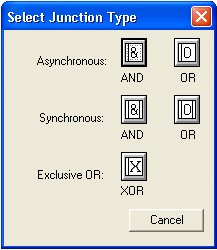 Select Junction Type
Asynchronous: & O
AND OR
Synchronous: & O
AND OR
Exclusive OR: X
XOR
Cancel